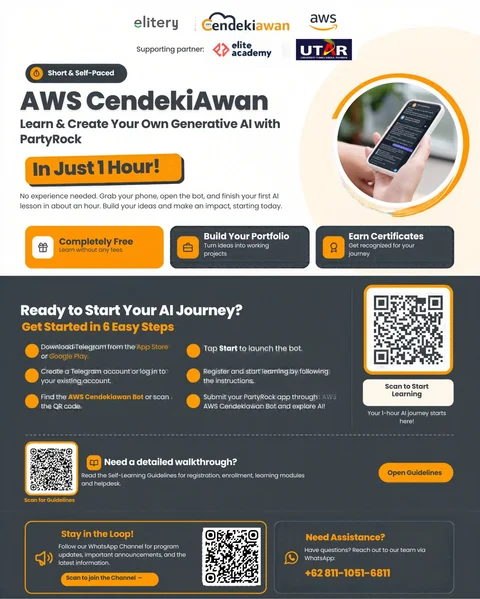 elitery
Cendekiawan
aws
Supporting partner:
elite
academy
UTAR
Short & Self-Paced
AWS CendekiAwan
Learn & Create Your Own Generative AI with
PartyRock
In Just 1 Hour!
No experience needed. Grab your phone, open the bot, and finish your first AI
lesson in about an hour. Build your ideas and make an impact, starting today.
Completely Free
Learn without any fees
Build Your Portfolio
Turn ideas into working
projects
Earn Certificates
Get recognized for your
journey
Ready to Start Your AI Journey?
Get Started in 6 Easy Steps
Download Telegram from the App Store
or Google Play.
Create a Telegram account or log in to
your existing account.
Find the AWS Cendekiawan Bot or scan
the QR code.
Tap Start to launch the bot.
Register and start learning by following
the instructions.
Submit your PartyRock app through AWS
AWS Cendekiawan Bot and explore AI!
Scan to Start
Learning
Your 1-hour AI journey starts
here!
Scan for Guidelines
Need a detailed walkthrough?
Read the Self-Learning Guidelines for registration, enrollment, learning modules
and helpdesk.
Open Guidelines
Stay in the Loop!
Follow our WhatsApp Channel for program
updates, important announcements, and the
latest information.
Scan to join the Channel →
Need Assistance?
Have questions? Reach out to our team via
WhatsApp:
+62 811-1051-6811